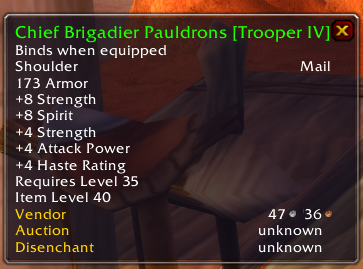 Chief Brigadier Pauldrons [Trooper IV]
Binds when equipped
Shoulder Mail
173 Armor
+8 Strength
+8 Spirit
+4 Strength
+4 Attack Power
+4 Haste Rating
Requires Level 35
Item Level 40
Vendor 47 36
Auction unknown
Disenchant unknown